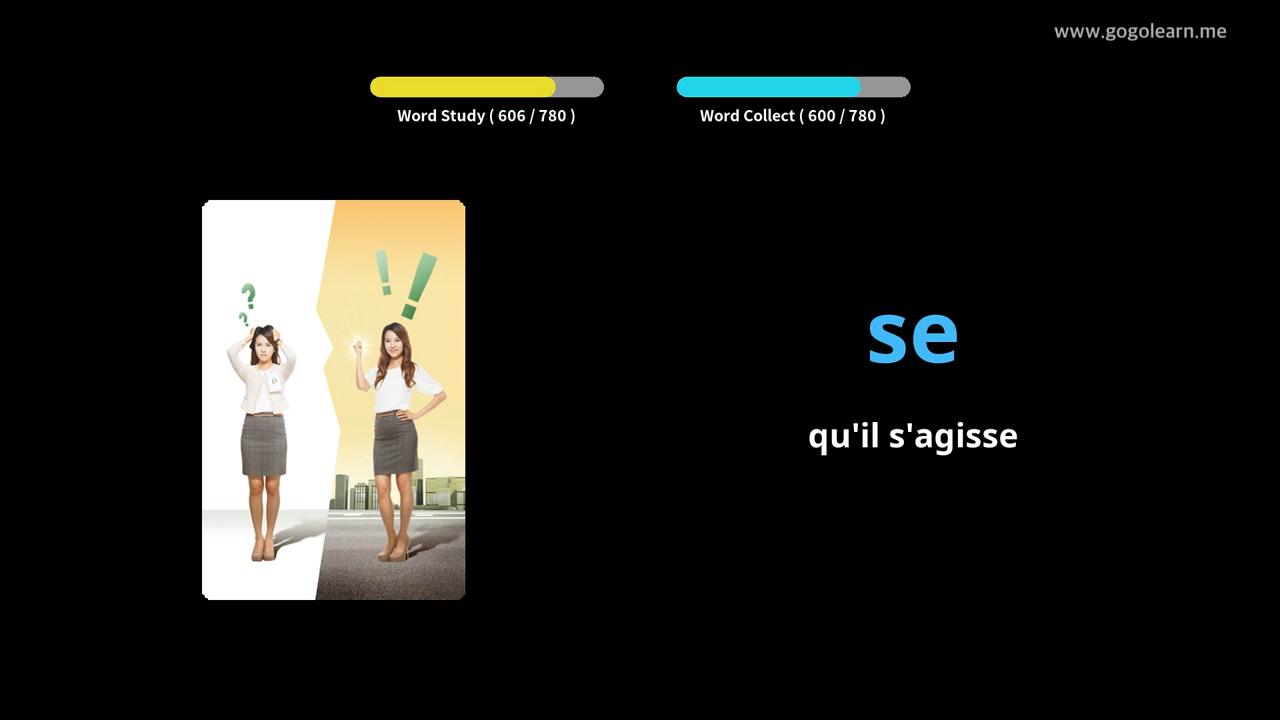 www.gogolearn.me
Word Study ( 606 / 780 )
Word Collect ( 600 / 780 )
? ?
! !
se
qu'il s'agisse